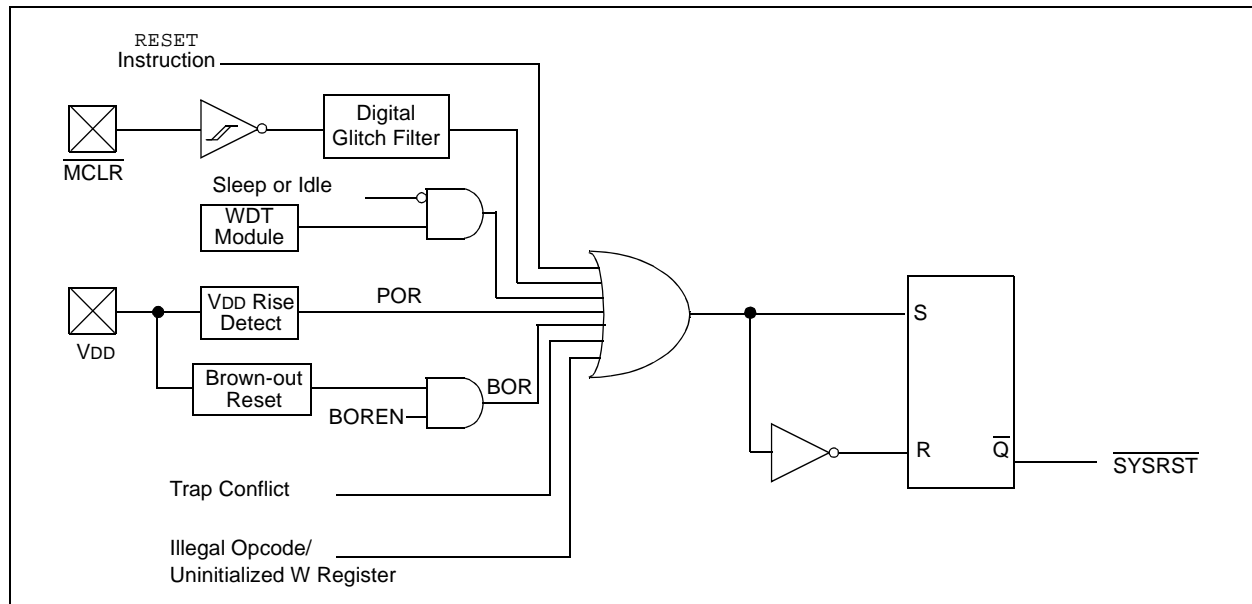 RESET
Instruction
Digital
Glitch Filter
MCLR
Sleep or Idle
WDT
Module
VDD Rise
Detect
POR
VDD
Brown-out
Reset
BOR
BOREN
S
R
Q
SYSRST
Trap Conflict
Illegal Opcode/
Uninitialized W Register